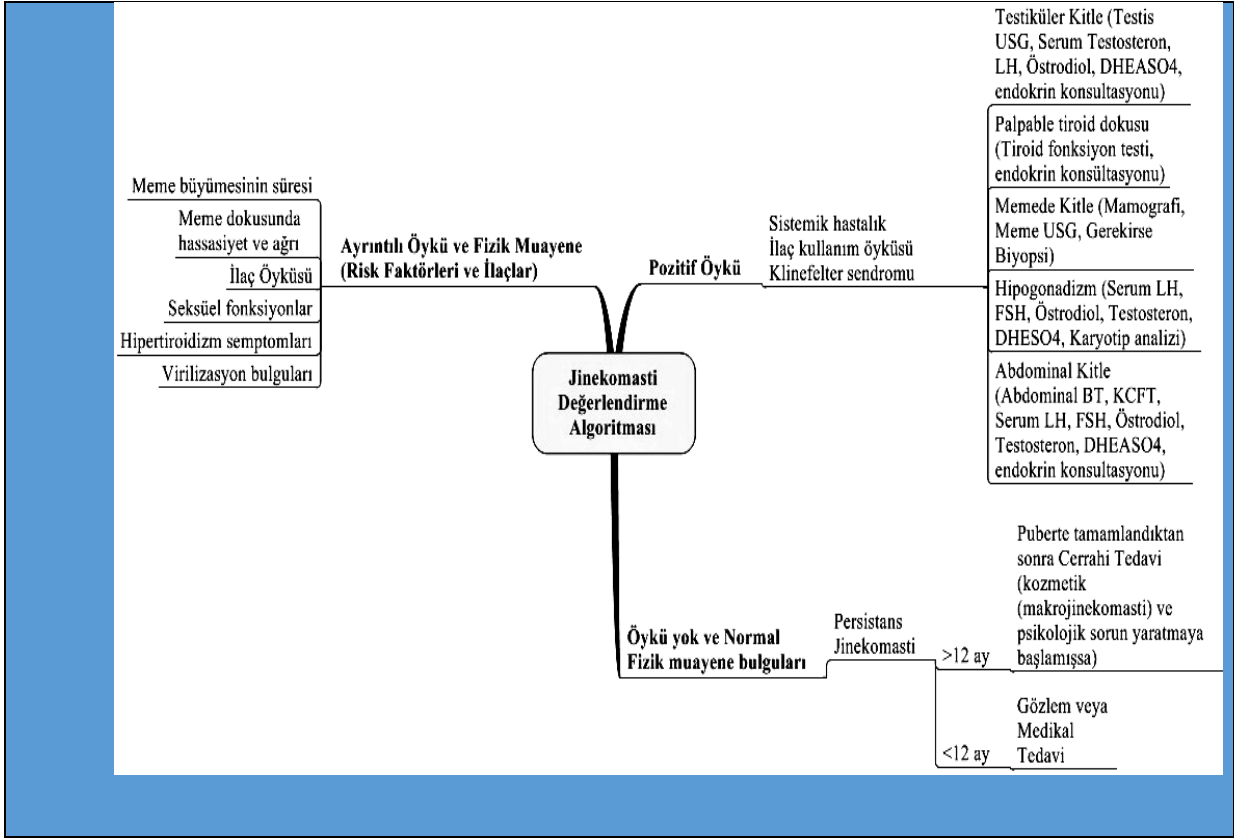 Jinekomasti
Değerlendirme
Algoritması
Ayrıntılı Öykü ve Fizik Muayene
(Risk Faktörleri ve İlaçlar)
Meme büyümesinin süresi
Meme dokusunda
hassasiyet ve ağrı
İlaç Öyküsü
Seksüel fonksiyonlar
Hipertiroidizm semptomları
Virilizasyon bulguları
Pozitif Öykü
Sistemik hastalık
İlaç kullanım öyküsü
Klinefelter sendromu
Testiküler Kitle (Testis
USG, Serum Testosteron,
LH, Östrodiol, DHEASO4,
endokrin konsultasyonu)
Palpable tiroid dokusu
(Tiroid fonksiyon testi,
endokrin konsültasyonu)
Memede Kitle (Mamografi,
Meme USG, Gerekirse
Biyopsi)
Hipogonadizm (Serum LH,
FSH, Östrodiol, Testosteron,
DHESO4, Karyotip analizi)
Abdominal Kitle
(Abdominal BT, KCFT,
Serum LH, FSH, Östrodiol,
Testosteron, DHEASO4,
endokrin konsultasyonu)
Öykü yok ve Normal
Fizik muayene bulguları
Persistans
Jinekomasti
>12 ay
Puberte tamamlandıktan
sonra Cerrahi Tedavi
(kozmetik
(makrojinekomasti) ve
psikolojik sorun yaratmaya
başlamışsa)
<12 ay
Gözlem veya
Medikal
Tedavi